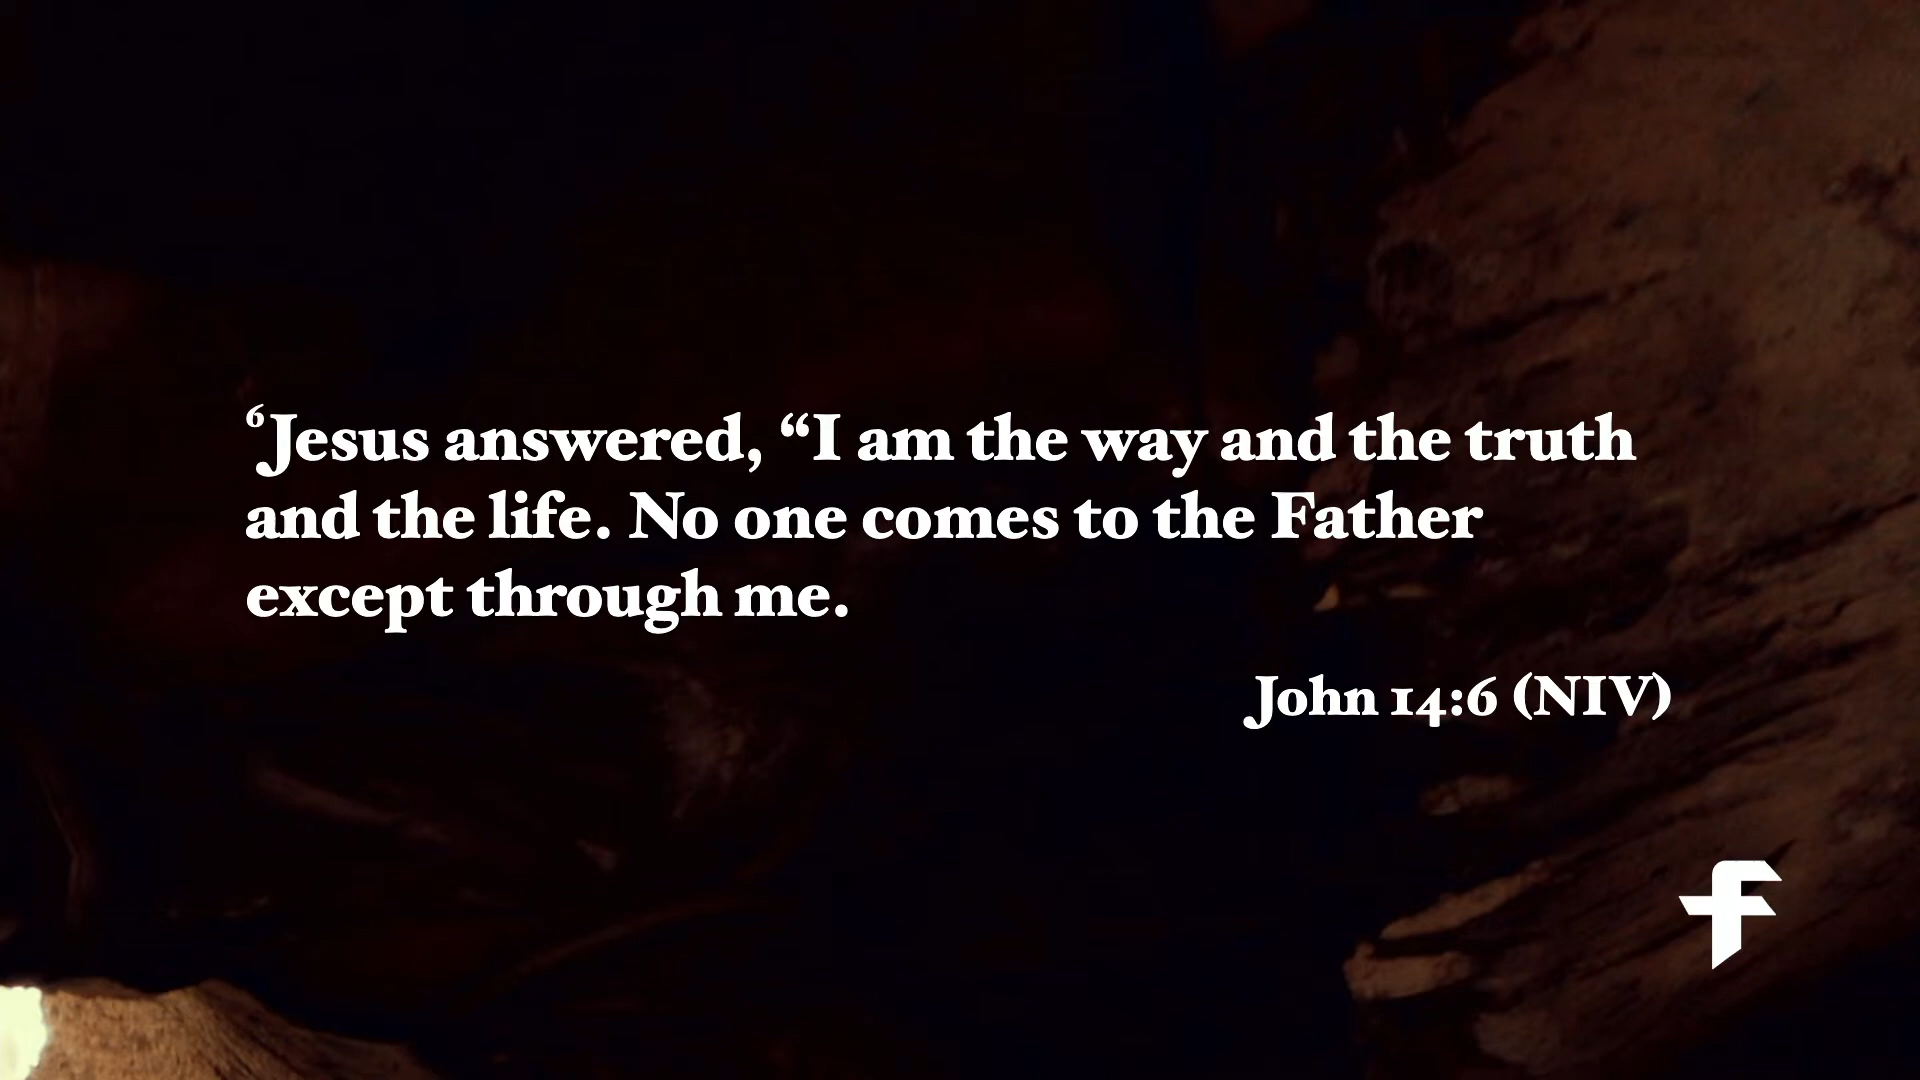 ⁶Jesus answered, “I am the way and the truth
and the life. No one comes to the Father
except through me.
John 14:6 (NIV)